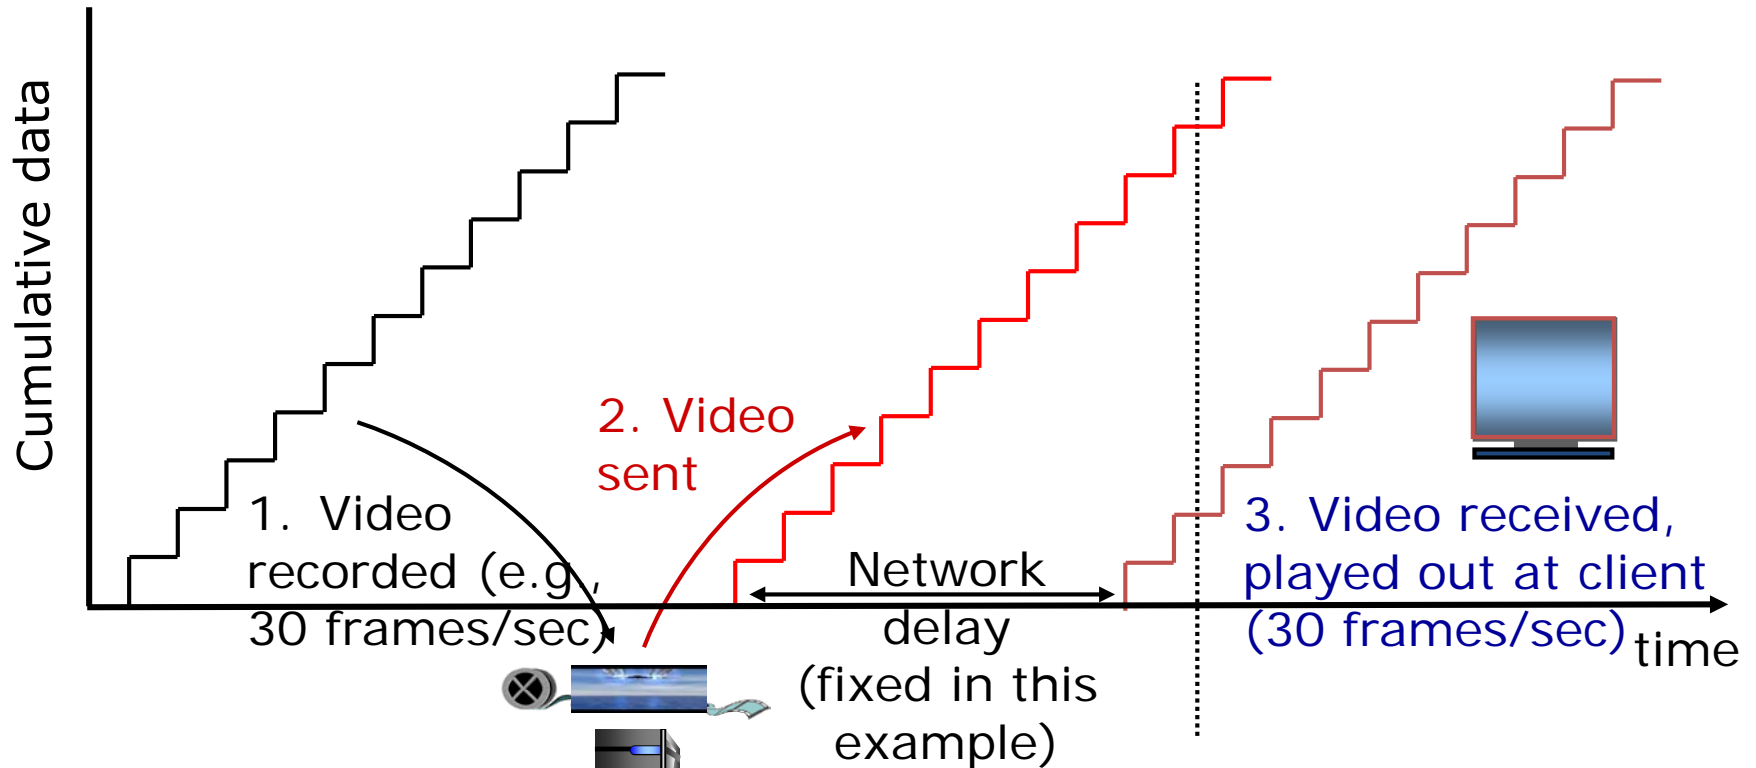 Cumulative data
1. Video
recorded (e.g.,
30 frames/sec)
2. Video
sent
Network
delay
(fixed in this
example)
3. Video received,
played out at client
(30 frames/sec)
time